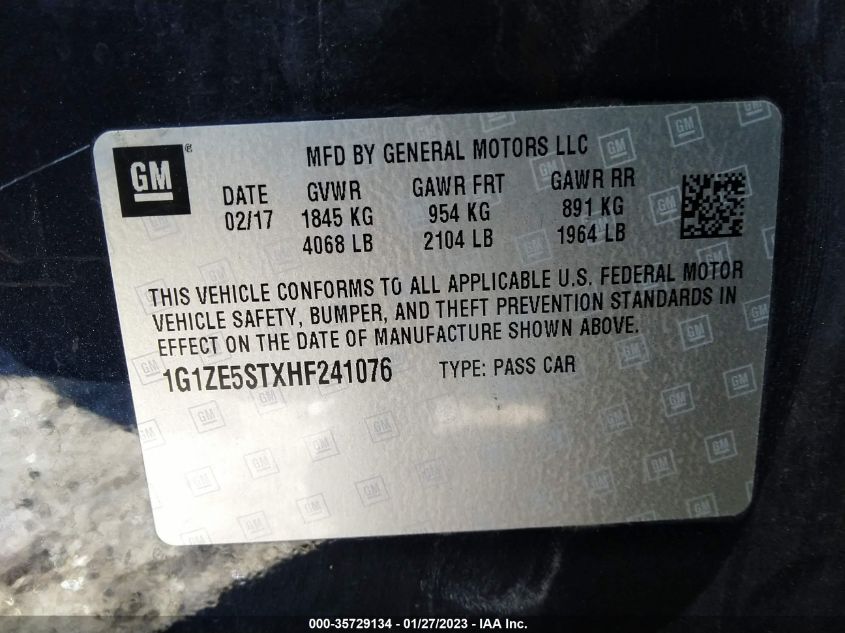 GM®
MFD BY GENERAL MOTORS LLC
DATE GVWR GAWR FRT GAWR RR
02/17 1845 KG 954 KG 891 KG
4068 LB 2104 LB 1964 LB
THIS VEHICLE CONFORMS TO ALL APPLICABLE U.S. FEDERAL MOTOR
VEHICLE SAFETY, BUMPER, AND THEFT PREVENTION STANDARDS IN
EFFECT ON THE DATE OF MANUFACTURE SHOWN ABOVE.
1G1ZE5STXHF241076 TYPE: PASS CAR
000-35729134 - 01/27/2023 - IAA Inc.